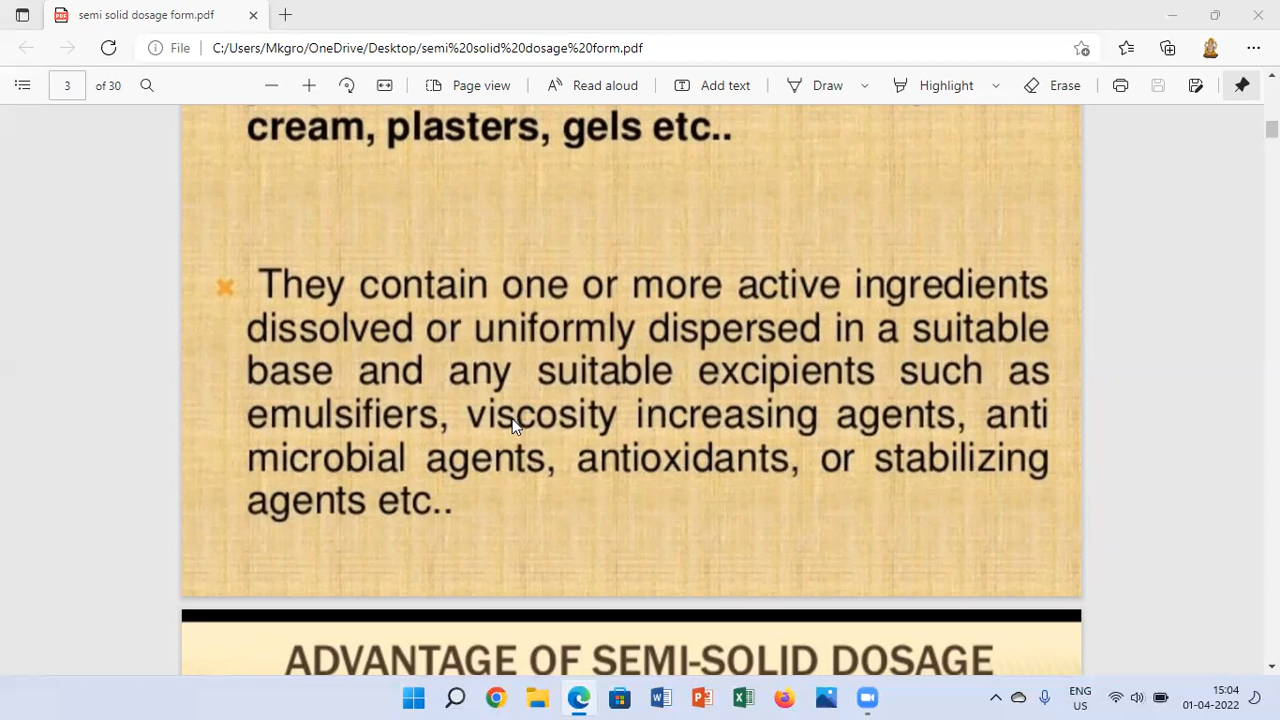 semi solid dosage form.pdf
File C:/Users/Mkgro/OneDrive/Desktop/semi%20solid%20dosage%20form.pdf
3 of 30 Page view Read aloud Add text Draw Highlight Erase
cream, plasters, gels etc..
They contain one or more active ingredients
dissolved or uniformly dispersed in a suitable
base and any suitable excipients such as
emulsifiers, viscosity increasing agents, anti
microbial agents, antioxidants, or stabilizing
agents etc..
ADVANTAGE OF SEMI-SOLID DOSAGE
ENG 15:04
US 01-04-2022